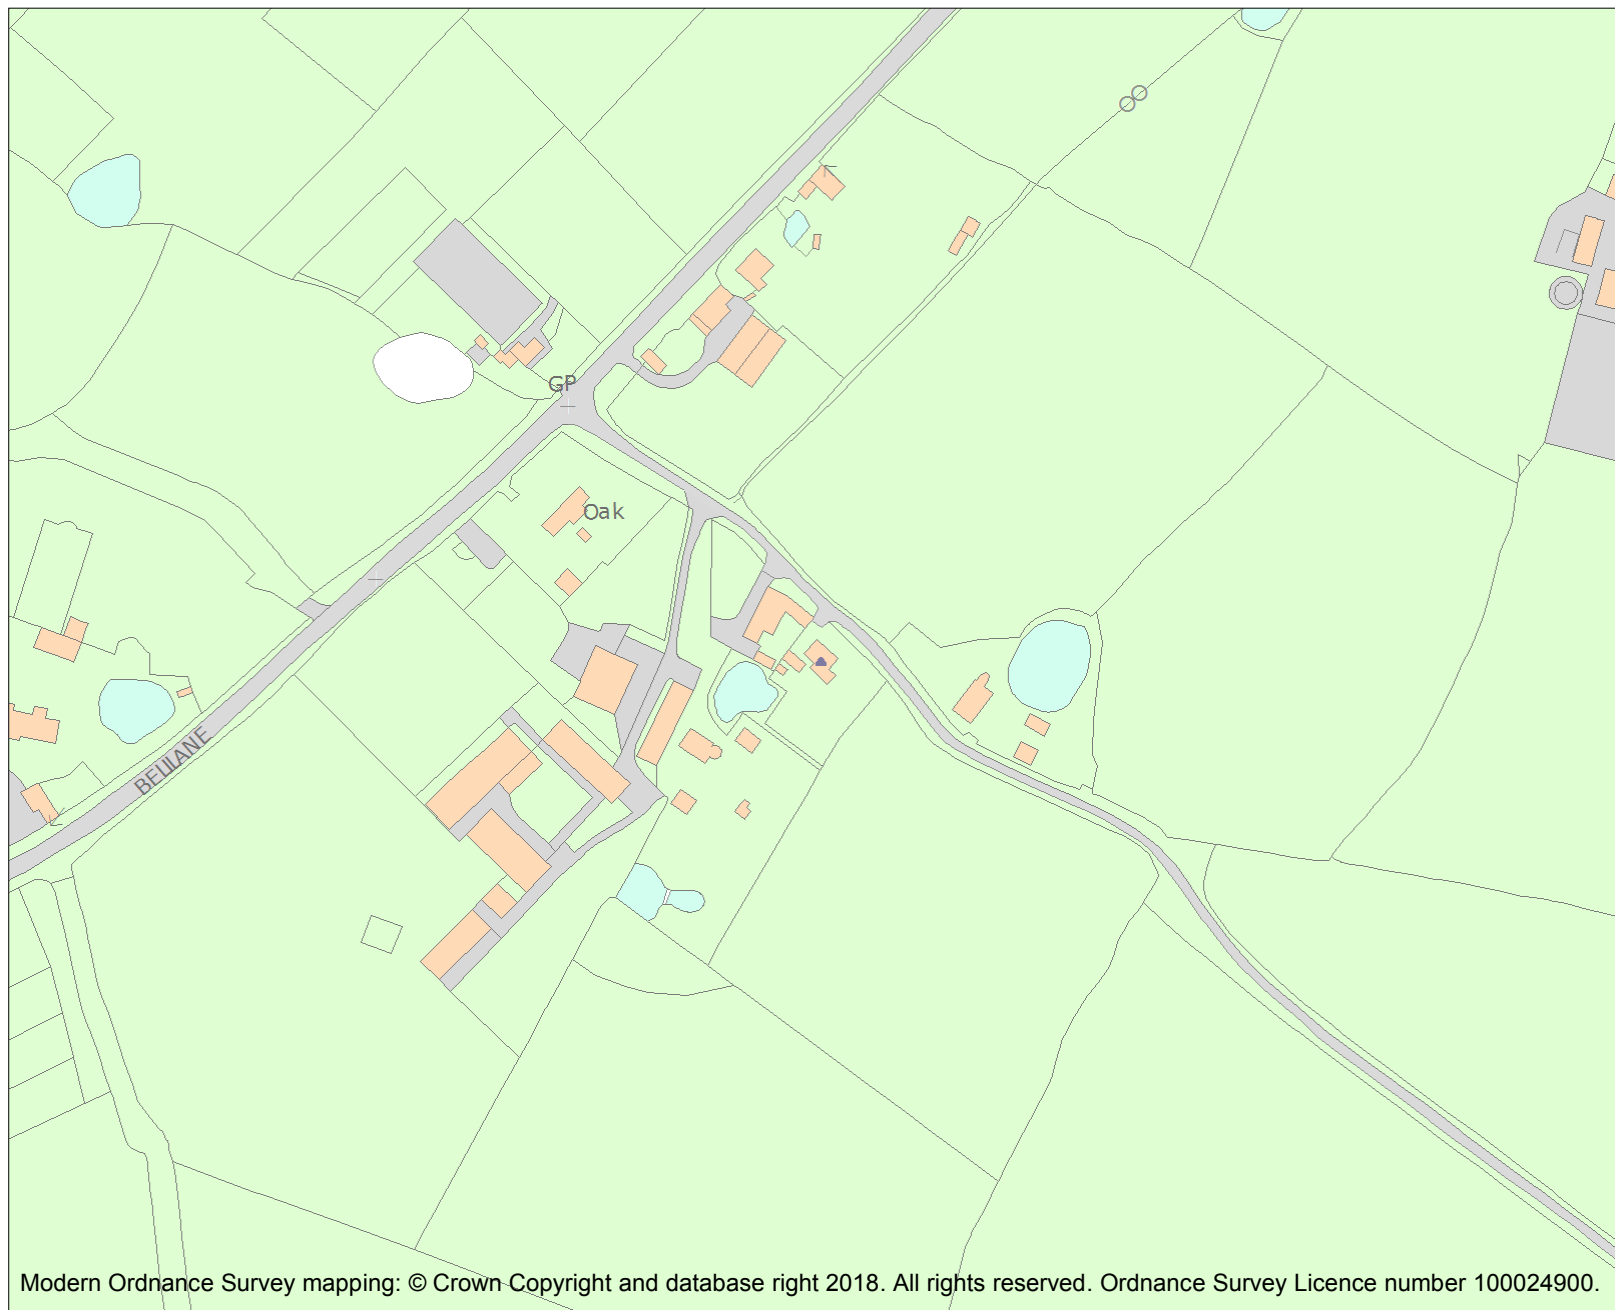 GP
Oak
BELL LANE
Modern Ordnance Survey mapping: © Crown Copyright and database right 2018. All rights reserved. Ordnance Survey Licence number 100024900.